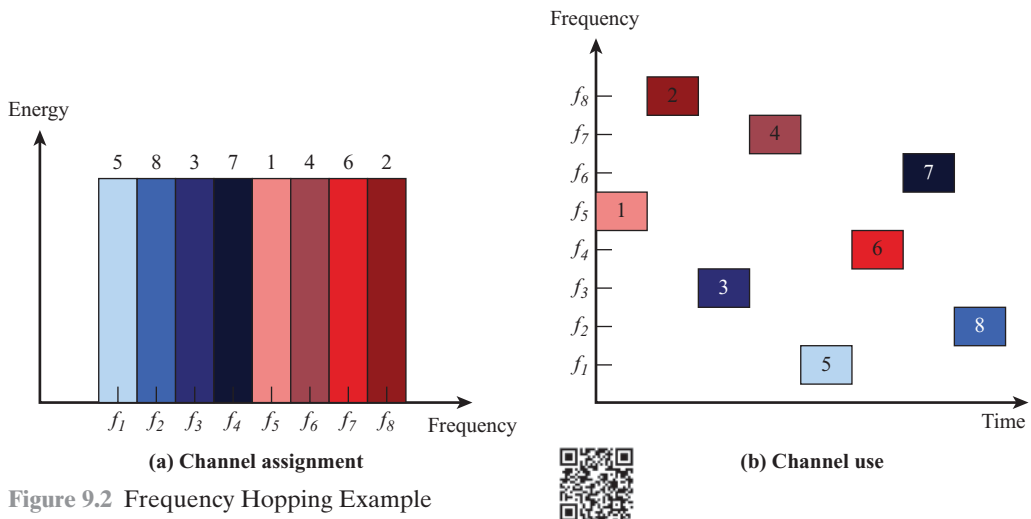 Energy
5 8 3 7 1 4 6 2
f1 f2 f3 f4 f5 f6 f7 f8
Frequency
(a) Channel assignment
Frequency
f8
2
f7
4
f6
7
f5
1
f4
6
f3
3
f2
8
f1
5
Time
(b) Channel use
Figure 9.2 Frequency Hopping Example